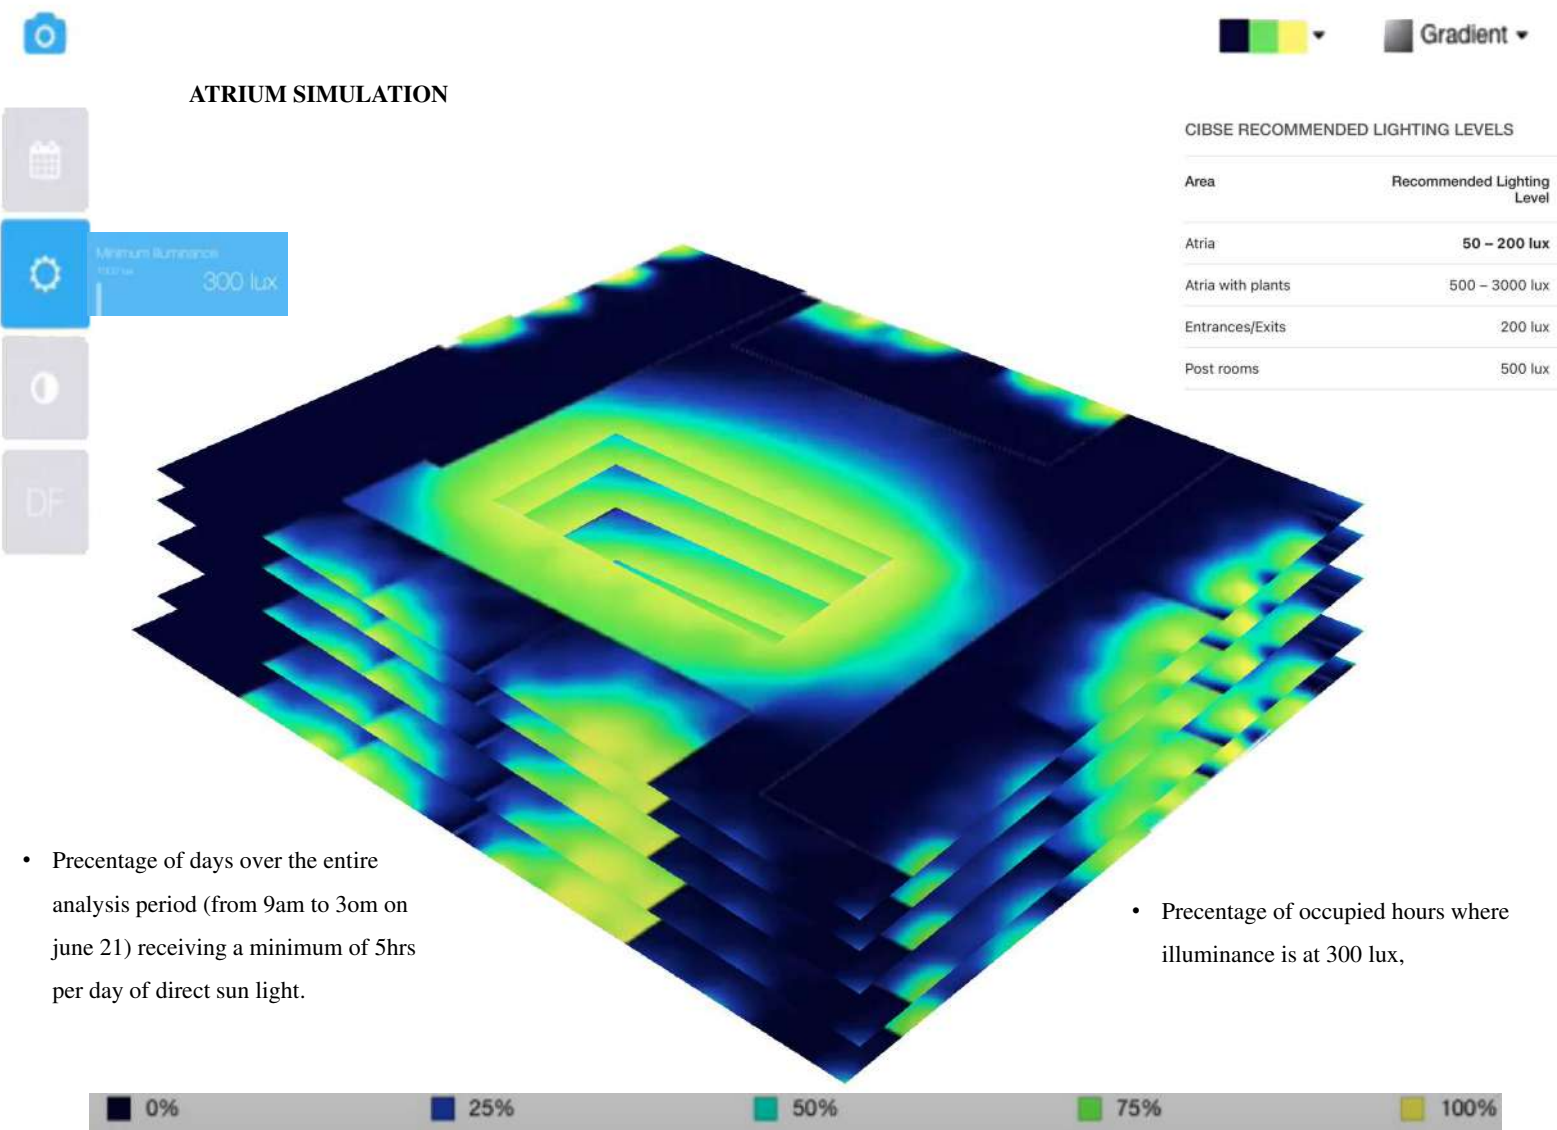 Gradient
ATRIUM SIMULATION
CIBSE RECOMMENDED LIGHTING LEVELS
Area Recommended Lighting
Level
Atria 50 – 200 lux
Atria with plants 500 – 3000 lux
Entrances/Exits 200 lux
Post rooms 500 lux
Minimum Illuminance
300 lux
DF
• Precentage of days over the entire
analysis period (from 9am to 3om on
june 21) receiving a minimum of 5hrs
per day of direct sun light.
• Precentage of occupied hours where
illuminance is at 300 lux,
0% 25% 50% 75% 100%